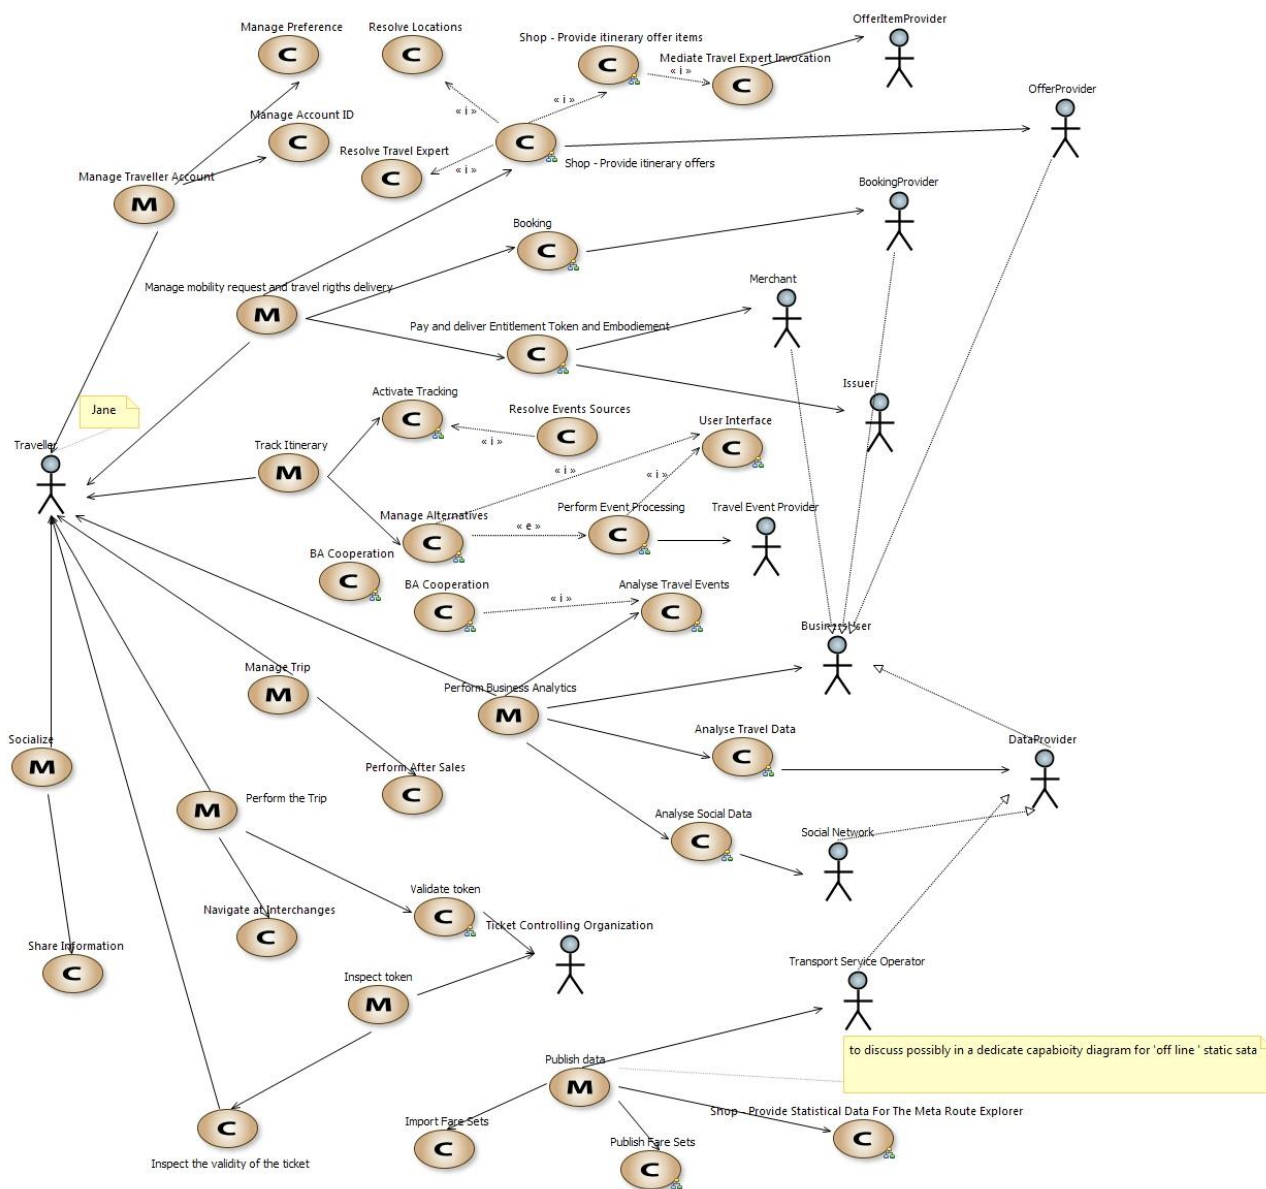 OfferItemProvider
Manage Preference
Resolve Locations
Shop - Provide itinerary offer items
C
C
C
Mediate Travel Expert Invocation
« i »
C
OfferProvider
« i »
« i »
Manage Account ID
C
C
Resolve Travel Expert
« i »
Shop - Provide itinerary offers
C
Manage Traveller Account
M
BookingProvider
Booking
C
Merchant
Manage mobility request and travel rigths delivery
M
Pay and deliver Entitlement Token and Embodiement
C
Issuer
Activate Tracking
Jane
Resolve Events Sources
C
User Interface
« i »
C
C
Traveller
Track Itinerary
M
« i »
« i »
Manage Alternatives
Perform Event Processing
Travel Event Provider
« e »
C
C
BA Cooperation
C
BA Cooperation
Analyse Travel Events
« i »
C
C
BusinessUser
Manage Trip
M
Perform Business Analytics
M
Analyse Travel Data
C
DataProvider
Socialize
M
Perform After Sales
C
Perform the Trip
M
Analyse Social Data
C
Social Network
Validate token
C
Navigate at Interchanges
C
Ticket Controlling Organization
Share Information
C
Transport Service Operator
Inspect token
M
to discuss possibly in a dedicate capabioity diagram for 'off line ' static sata
Publish data
M
Shop - Provide Statistical Data For The Meta Route Explorer
C
Import Fare Sets
C
C
Publish Fare Sets
C
Inspect the validity of the ticket